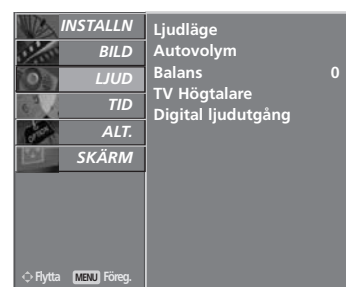 INSTALLN
BILD
LJUD
TID
ALT.
SKÄRM
Ljudläge
Autovolym
Balans 0
TV Högtalare
Digital ljudutgång
Flytta MENU Föreg.